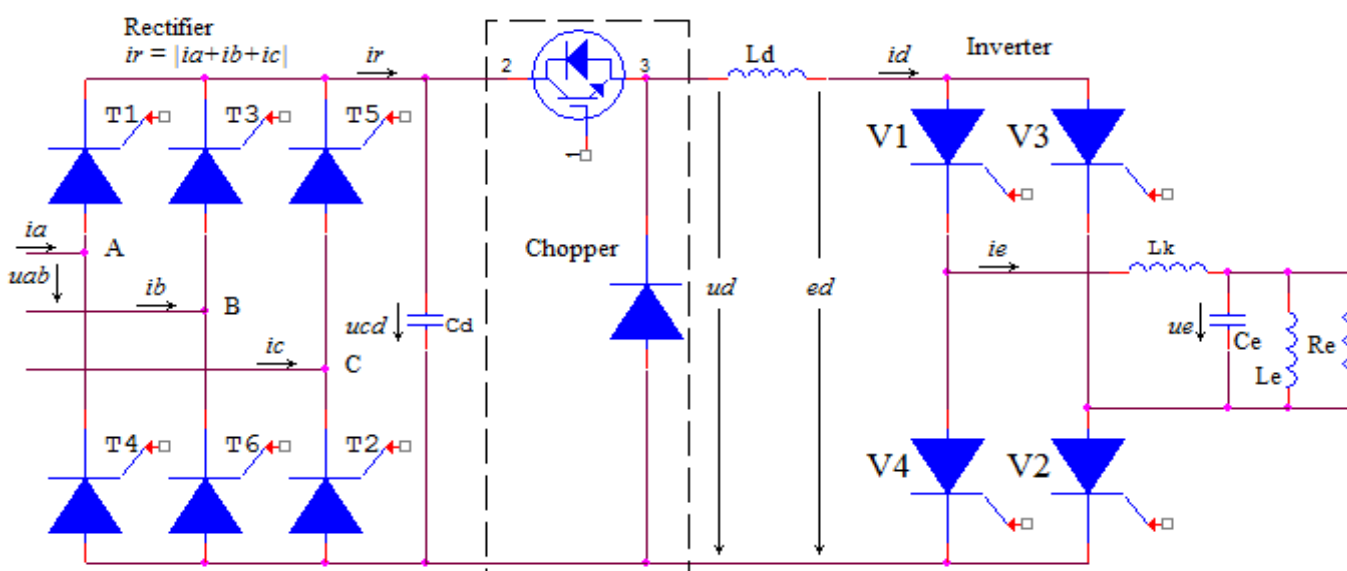 Rectifier
ir = |ia+ib+ic|
ir
2
3
Ld
id
Inverter
T1
T3
T5
V1
V3
1
ia
A
Chopper
ie
Lk
uab
ib
B
ud
ed
ucd
Cd
ue
Ce
Re
ic
C
Le
T4
T6
T2
V4
V2